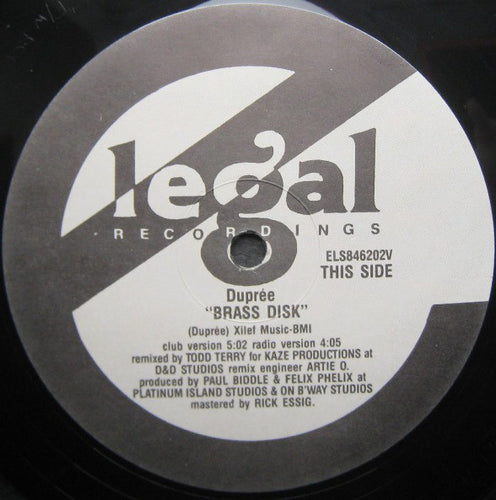 legal
RECORDINGS
ELS846202V
THIS SIDE
Duprée
"BRASS DISK"
(Duprée) Xilef Music-BMI
club version 5:02 radio version 4:05
remixed by TODD TERRY for KAZE PRODUCTIONS at
D&D STUDIOS remix engineer ARTIE O.
produced by PAUL BIDDLE & FELIX PHELIX at
PLATINUM ISLAND STUDIOS & ON B'WAY STUDIOS
mastered by RICK ESSIG.